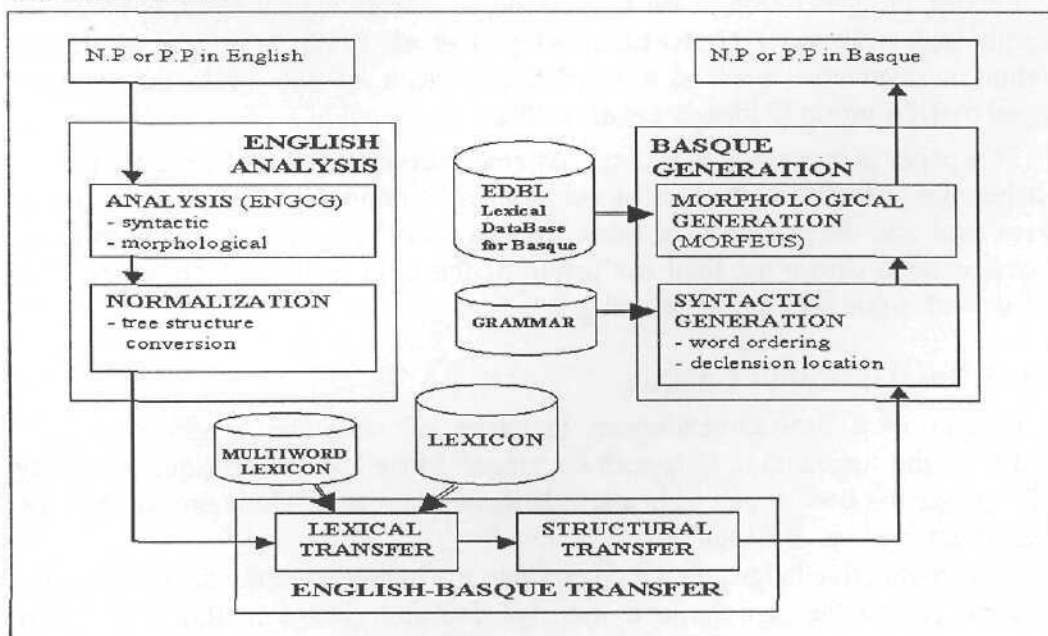 N.P or P.P in English
N.P or P.P in Basque
ENGLISH
ANALYSIS
ANALYSIS (ENGCG)
- syntactic
- morphological
NORMALIZATION
- tree structure
conversion
EDBL
Lexical
DataBase
for Basque
GRAMMAR
BASQUE
GENERATION
MORPHOLOGICAL
GENERATION
(MORFEUS)
SYNTACTIC
GENERATION
- word ordering
- declension location
MULTIWORD
LEXICON
LEXICON
LEXICAL
TRANSFER
STRUCTURAL
TRANSFER
ENGLISH-BASQUE TRANSFER